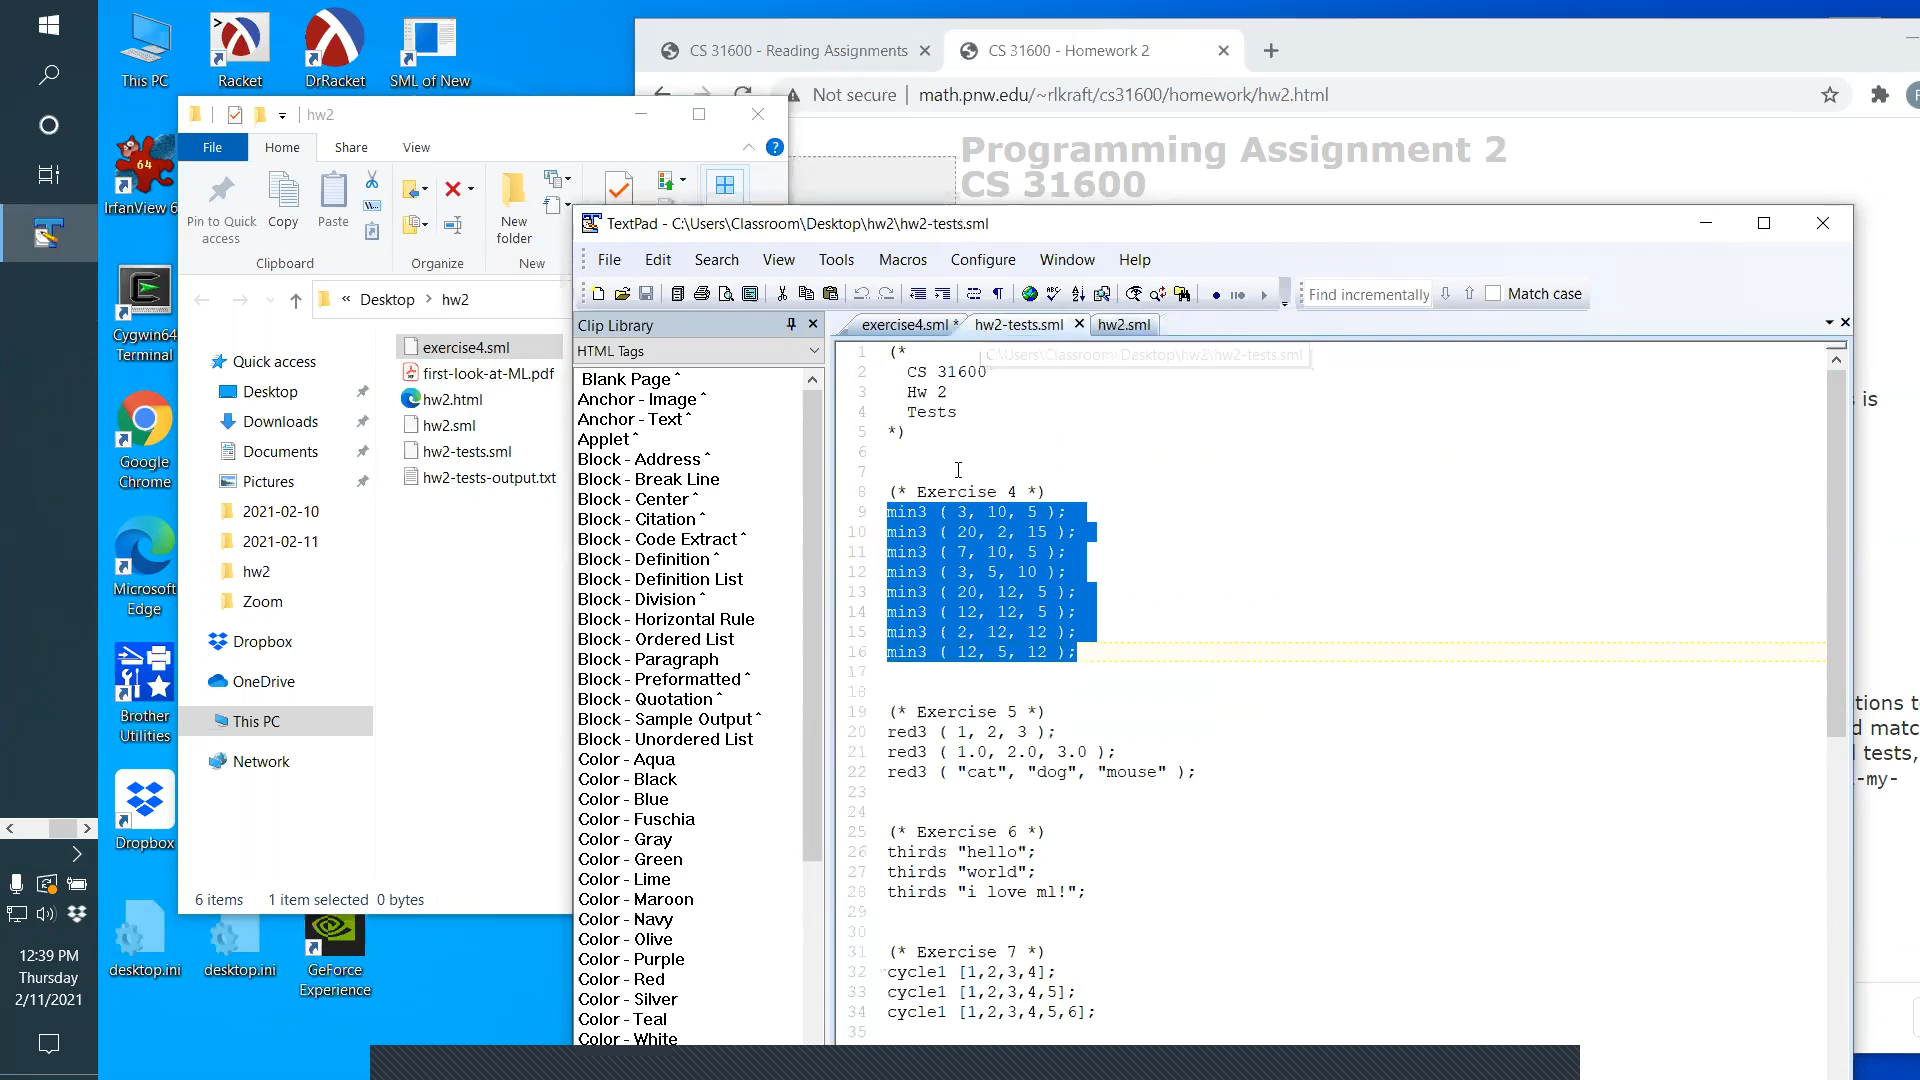 This PC
Racket
DrRacket
SML of New
IrfanView 6
Cygwin64
Terminal
Google
Chrome
Microsoft
Edge
Brother
Utilities
Dropbox
desktop.ini
desktop.ini
GeForce
Experience
12:39 PM
Thursday
2/11/2021
CS 31600 - Reading Assignments
CS 31600 - Homework 2
Not secure
math.pnw.edu/~rlkraft/cs31600/homework/hw2.html
Programming Assignment 2
CS 31600
s is
tions to
d matc
l tests,
-my-
hw2
File
Home
Share
View
Pin to Quick
access
Copy
Paste
New
folder
Clipboard
Organize
New
« Desktop > hw2
Quick access
Desktop
Downloads
Documents
Pictures
2021-02-10
2021-02-11
hw2
Zoom
Dropbox
OneDrive
This PC
Network
exercise4.sml
first-look-at-ML.pdf
hw2.html
hw2.sml
hw2-tests.sml
hw2-tests-output.txt
6 items
1 item selected 0 bytes
TextPad - C:\Users\Classroom\Desktop\hw2\hw2-tests.sml
File
Edit
Search
View
Tools
Macros
Configure
Window
Help
Find incrementally
Match case
Clip Library
HTML Tags
Blank Page ^
Anchor - Image ^
Anchor - Text ^
Applet ^
Block - Address ^
Block - Break Line
Block - Center ^
Block - Citation ^
Block - Code Extract ^
Block - Definition ^
Block - Definition List
Block - Division ^
Block - Horizontal Rule
Block - Ordered List
Block - Paragraph
Block - Preformatted ^
Block - Quotation ^
Block - Sample Output ^
Block - Unordered List
Color - Aqua
Color - Black
Color - Blue
Color - Fuschia
Color - Gray
Color - Green
Color - Lime
Color - Maroon
Color - Navy
Color - Olive
Color - Purple
Color - Red
Color - Silver
Color - Teal
Color - White
exercise4.sml *
hw2-tests.sml
hw2.sml
C:\Users\Classroom\Desktop\hw2\hw2-tests.sml
1 (*
2 CS 31600
3 Hw 2
4 Tests
5 *)
6
7
8 (* Exercise 4 *)
9 min3 ( 3, 10, 5 );
10 min3 ( 20, 2, 15 );
11 min3 ( 7, 10, 5 );
12 min3 ( 3, 5, 10 );
13 min3 ( 20, 12, 5 );
14 min3 ( 12, 12, 5 );
15 min3 ( 2, 12, 12 );
16 min3 ( 12, 5, 12 );
17
18
19 (* Exercise 5 *)
20 red3 ( 1, 2, 3 );
21 red3 ( 1.0, 2.0, 3.0 );
22 red3 ( "cat", "dog", "mouse" );
23
24
25 (* Exercise 6 *)
26 thirds "hello";
27 thirds "world";
28 thirds "i love ml!";
29
30
31 (* Exercise 7 *)
32 cycle1 [1,2,3,4];
33 cycle1 [1,2,3,4,5];
34 cycle1 [1,2,3,4,5,6];
35